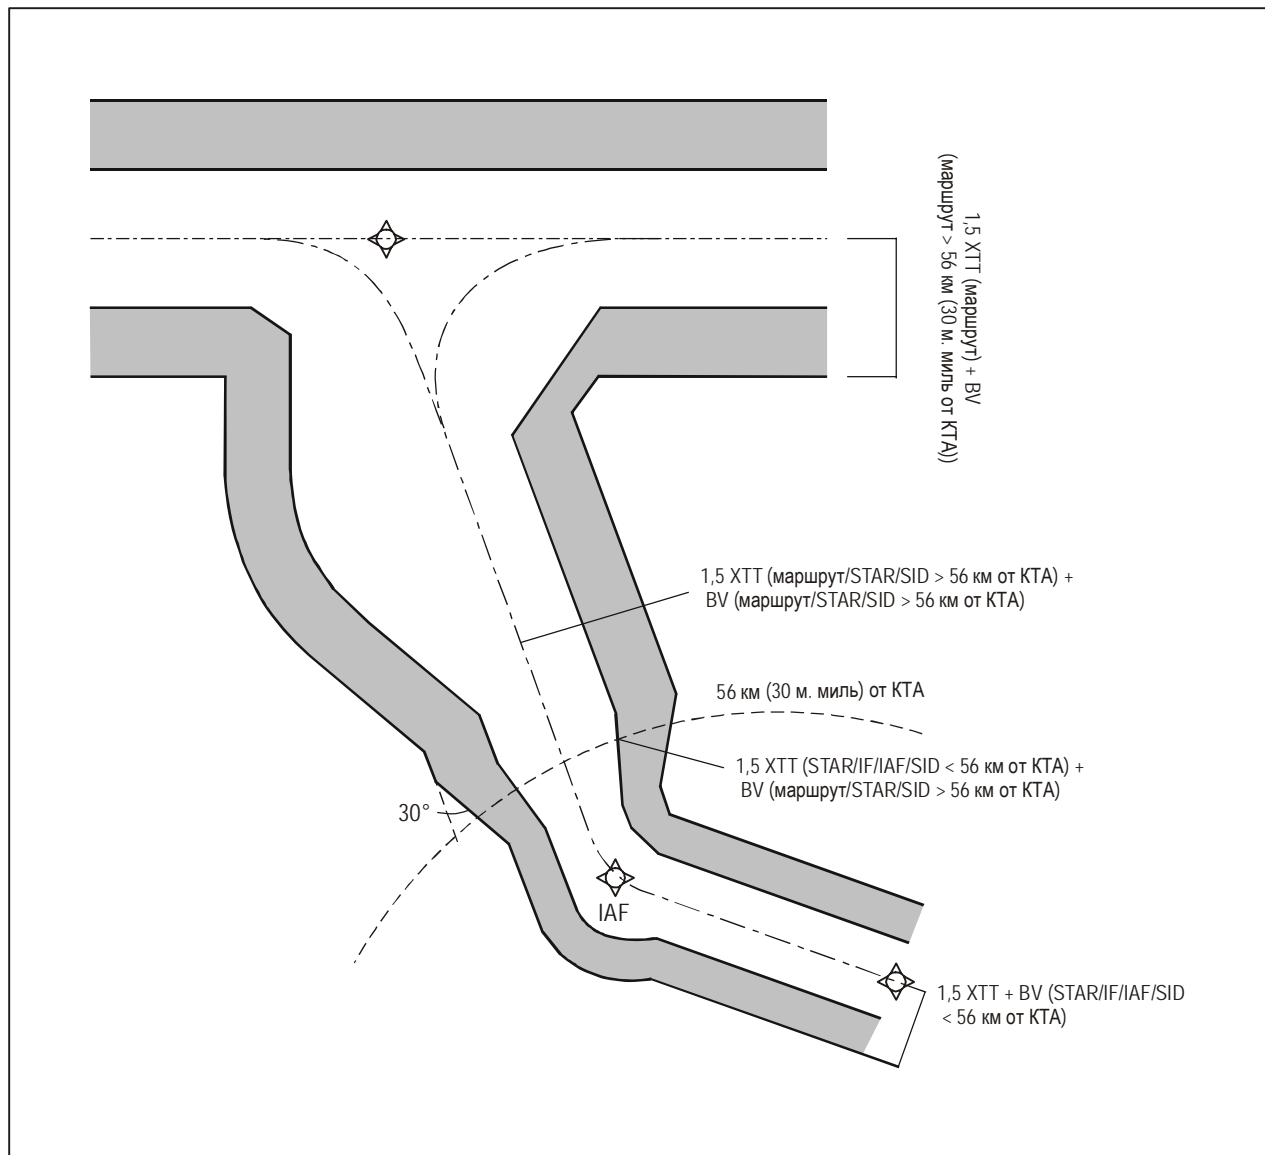 1,5 XTT (маршрут) + BV
(маршрут > 56 km (30 м. миль от КТА))
1,5 XTT (маршрут/STAR/SID > 56 км от КТА) +
BV (маршрут/STAR/SID > 56 км от КТА)
56 км (30 м. миль) от КТА
1,5 XTT (STAR/IF/IAF/SID < 56 км от КТА) +
BV (маршрут/STAR/SID > 56 км от КТА)
30°
IAF
1,5 XTT + BV (STAR/IF/IAF/SID
< 56 км от КТА)